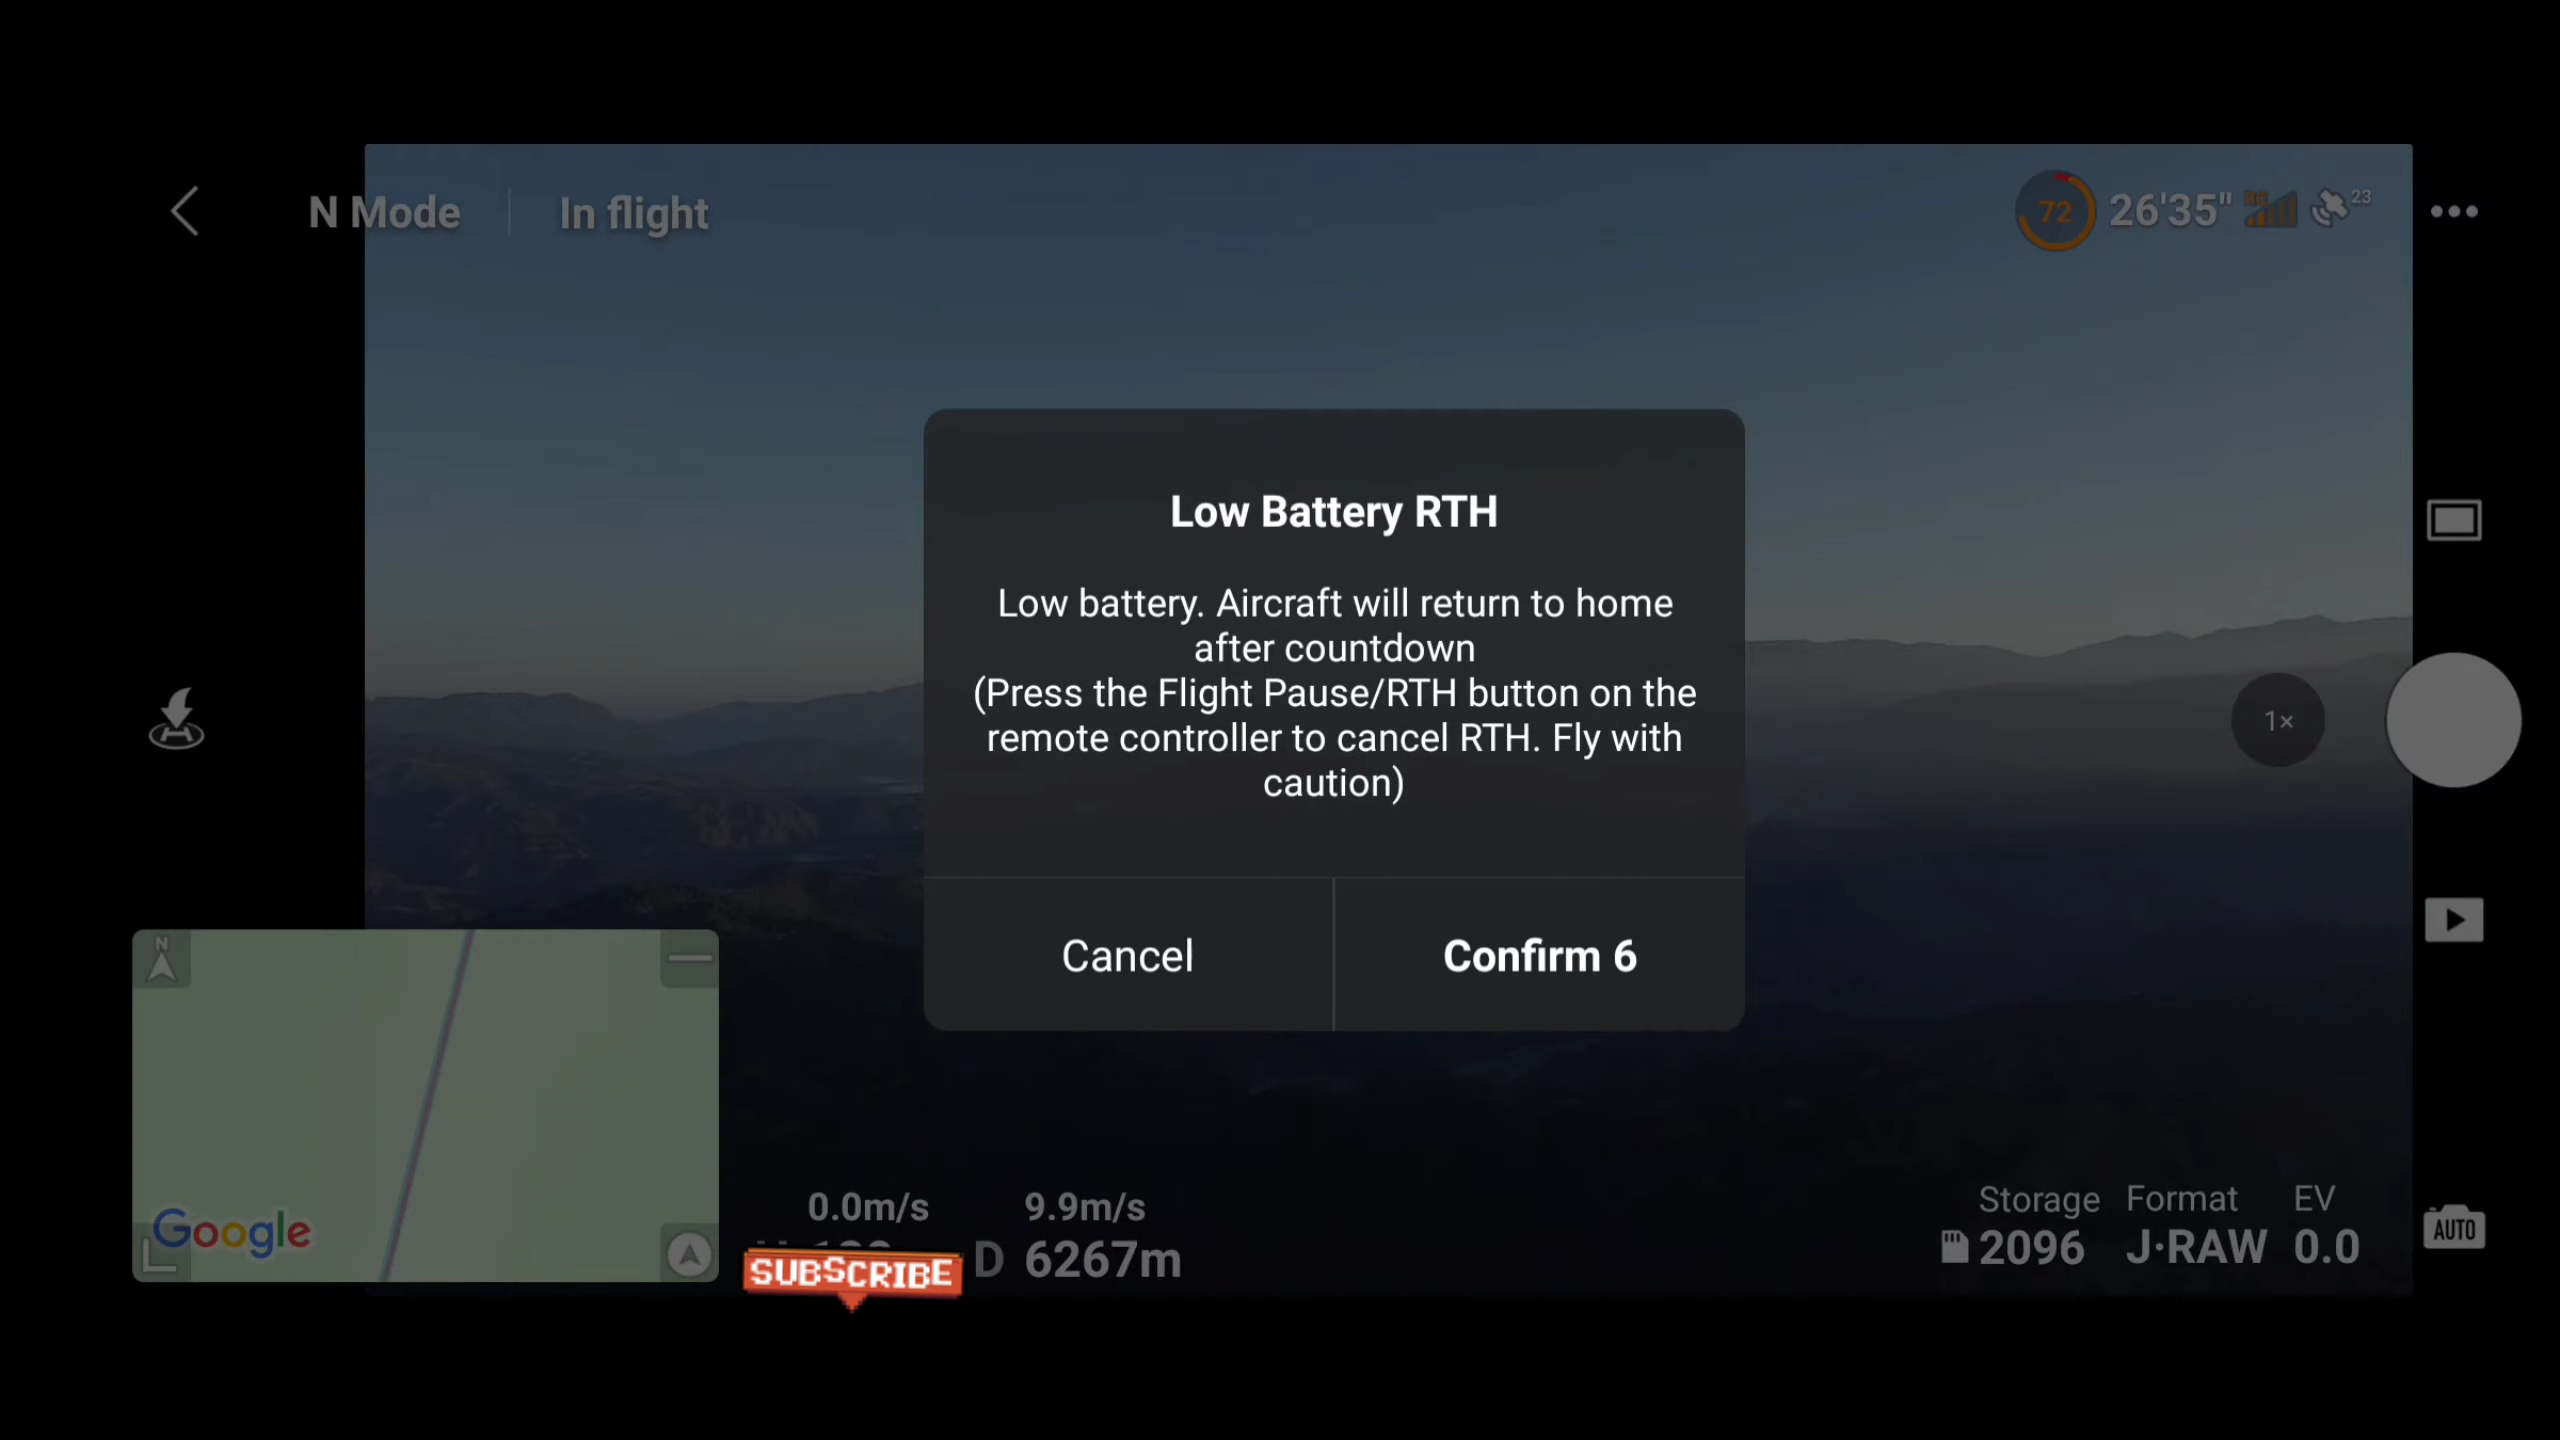 N Mode
In flight
72
26'35"
RC
23
Low Battery RTH
Low battery. Aircraft will return to home
after countdown
(Press the Flight Pause/RTH button on the
remote controller to cancel RTH. Fly with
caution)
Cancel
Confirm 6
1×
N
Google
0.0m/s
9.9m/s
SUBSCRIBE
D 6267m
Storage
Format
EV
2096
J·RAW
0.0
AUTO